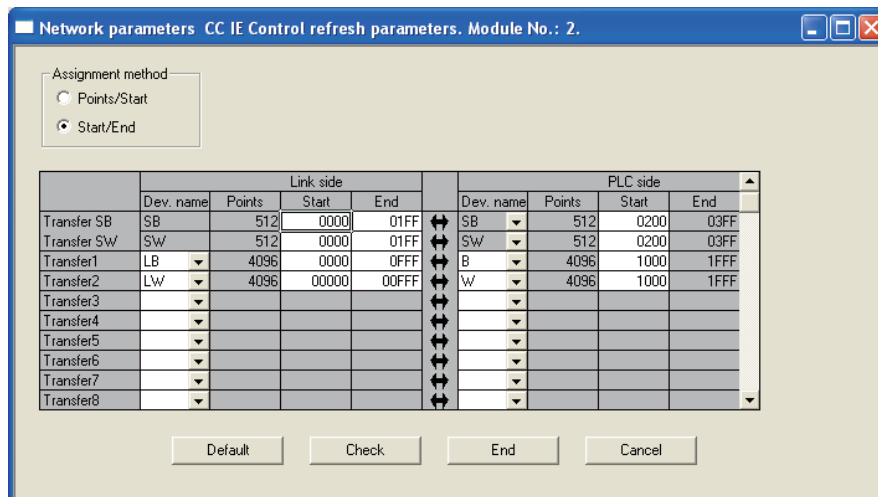 Network parameters CC IE Control refresh parameters. Module No.: 2.
Assignment method
Points/Start
Start/End
Link side PLC side
Dev. name Points Start End Dev. name Points Start End
Transfer SB SB 512 0000 01FF SB 512 0200 03FF
Transfer SW SW 512 0000 01FF SW 512 0200 03FF
Transfer1 LB 4096 0000 0FFF B 4096 1000 1FFF
Transfer2 LW 4096 00000 00FFF W 4096 1000 1FFF
Transfer3
Transfer4
Transfer5
Transfer6
Transfer7
Transfer8
Default Check End Cancel